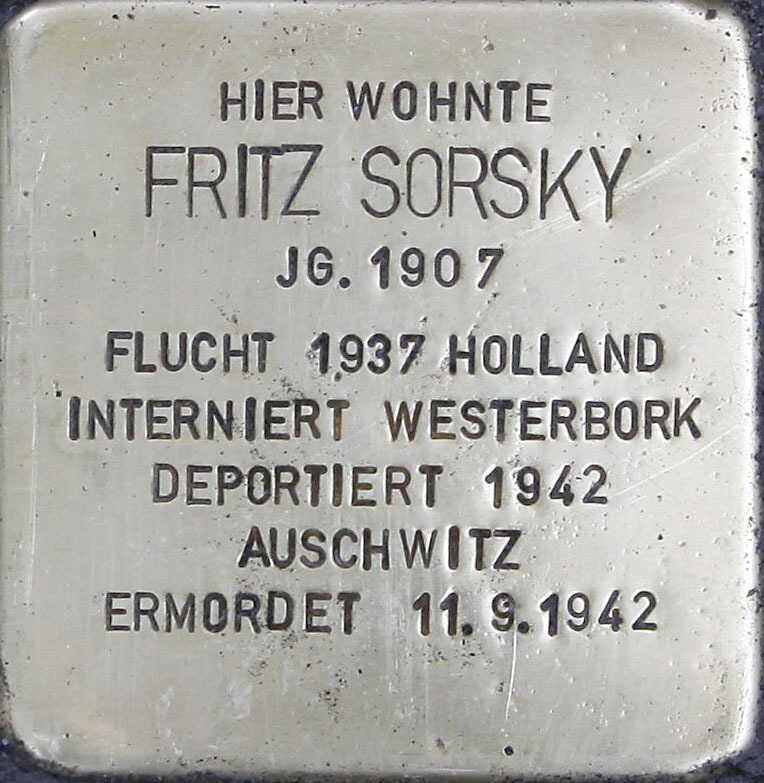 HIER WOHNTE
FRITZ SORSKY
JG. 1907
FLUCHT 1937 HOLLAND
INTERNIERT WESTERBORK
DEPORTIERT 1942
AUSCHWITZ
ERMORDET 11.9.1942